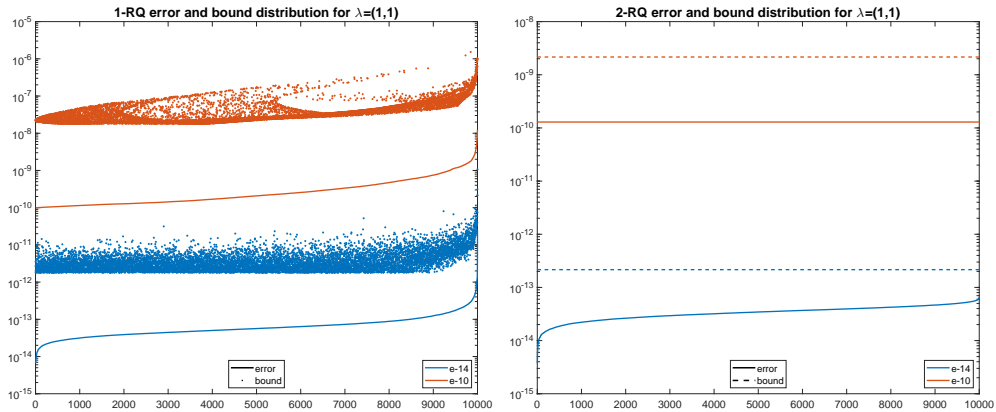 1-RQ error and bound distribution for λ=(1,1)
10-5
10-6
10-7
10-8
10-9
10-10
10-11
10-12
10-13
10-14
10-15
0 1000 2000 3000 4000 5000 6000 7000 8000 9000 10000
error
bound
e-14
e-10
2-RQ error and bound distribution for λ=(1,1)
10-8
10-9
10-10
10-11
10-12
10-13
10-14
10-15
0 1000 2000 3000 4000 5000 6000 7000 8000 9000 10000
error
bound
e-14
e-10